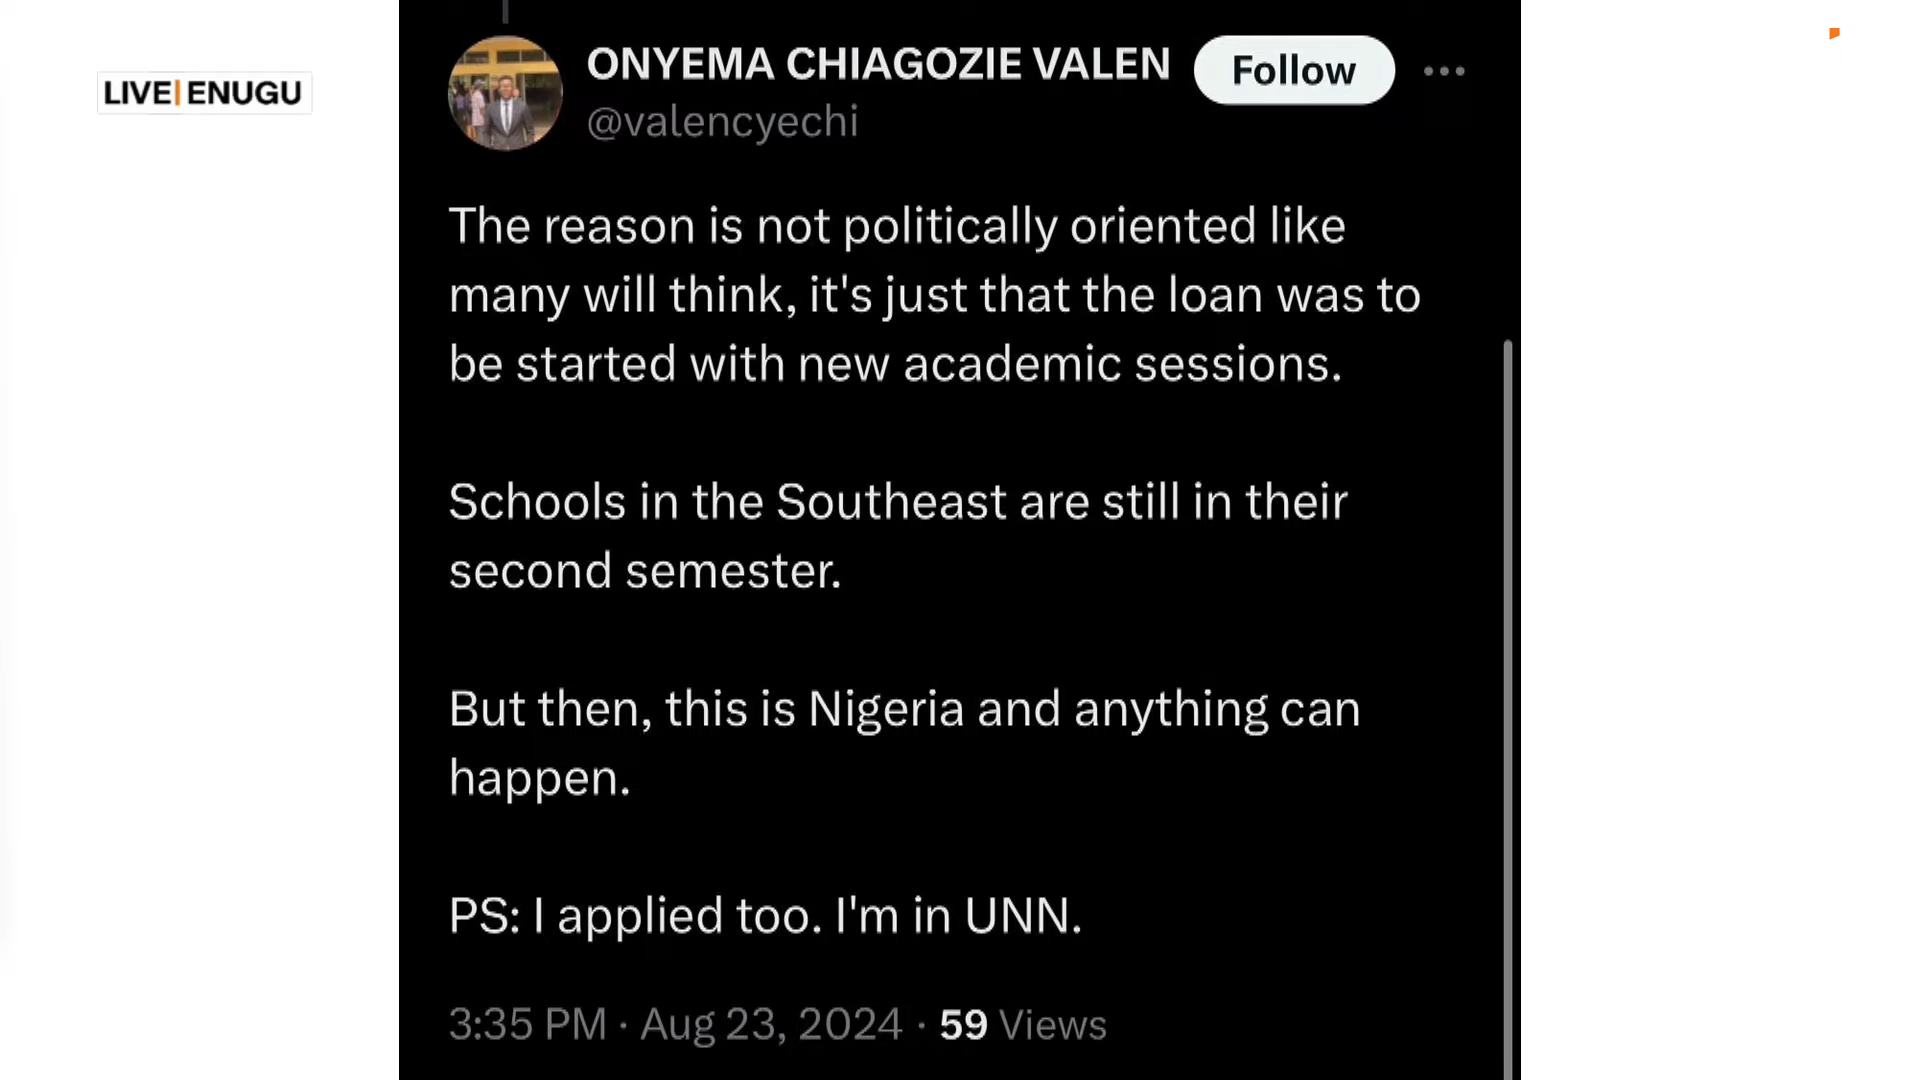 LIVE|ENUGU
ONYEMA CHIAGOZIE VALEN
Follow
@valencyechi
The reason is not politically oriented like
many will think, it's just that the loan was to
be started with new academic sessions.
Schools in the Southeast are still in their
second semester.
But then, this is Nigeria and anything can
happen.
PS: I applied too. I'm in UNN.
3:35 PM · Aug 23, 2024 · 59 Views